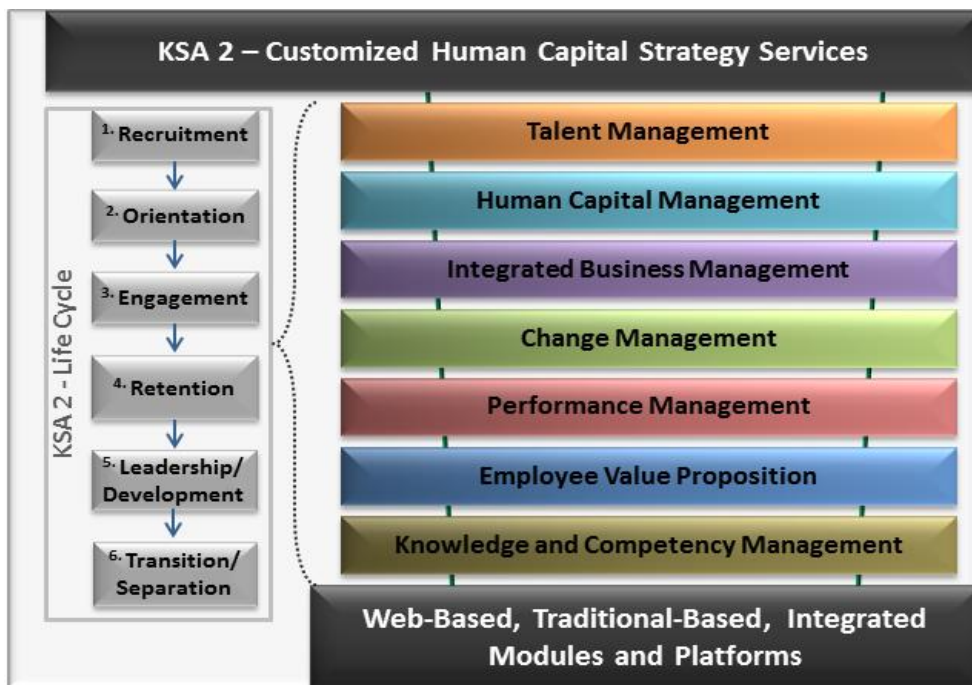 KSA 2 – Customized Human Capital Strategy Services
KSA 2 - Life Cycle
1. Recruitment
2. Orientation
3. Engagement
4. Retention
5. Leadership/
Development
6. Transition/
Separation
Talent Management
Human Capital Management
Integrated Business Management
Change Management
Performance Management
Employee Value Proposition
Knowledge and Competency Management
Web-Based, Traditional-Based, Integrated
Modules and Platforms